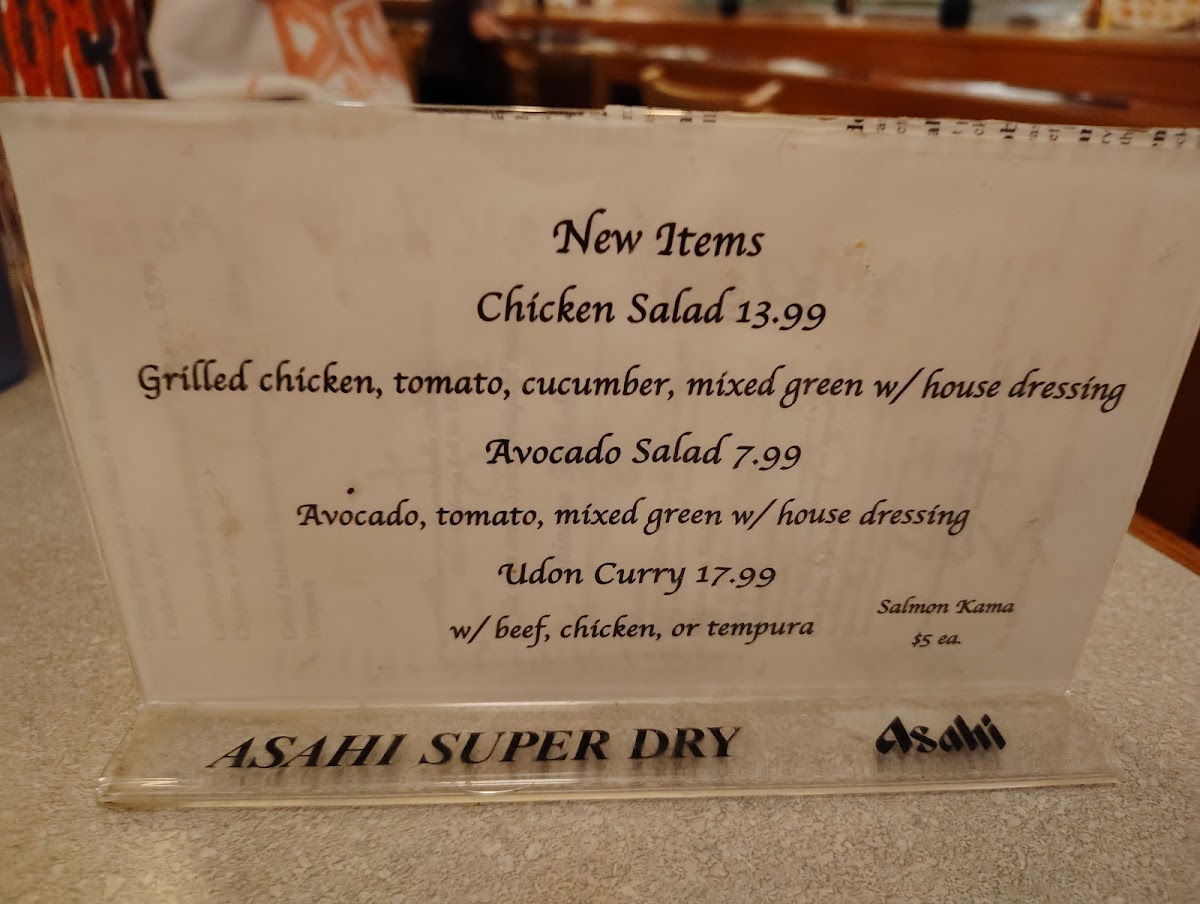 New Items
Chicken Salad 13.99
Grilled chicken, tomato, cucumber, mixed green w/ house dressing
Avocado Salad 7.99
Avocado, tomato, mixed green w/ house dressing
Udon Curry 17.99
w/ beef, chicken, or tempura
Salmon Kama
$5 ea.
ASAHI SUPER DRY
Asahi